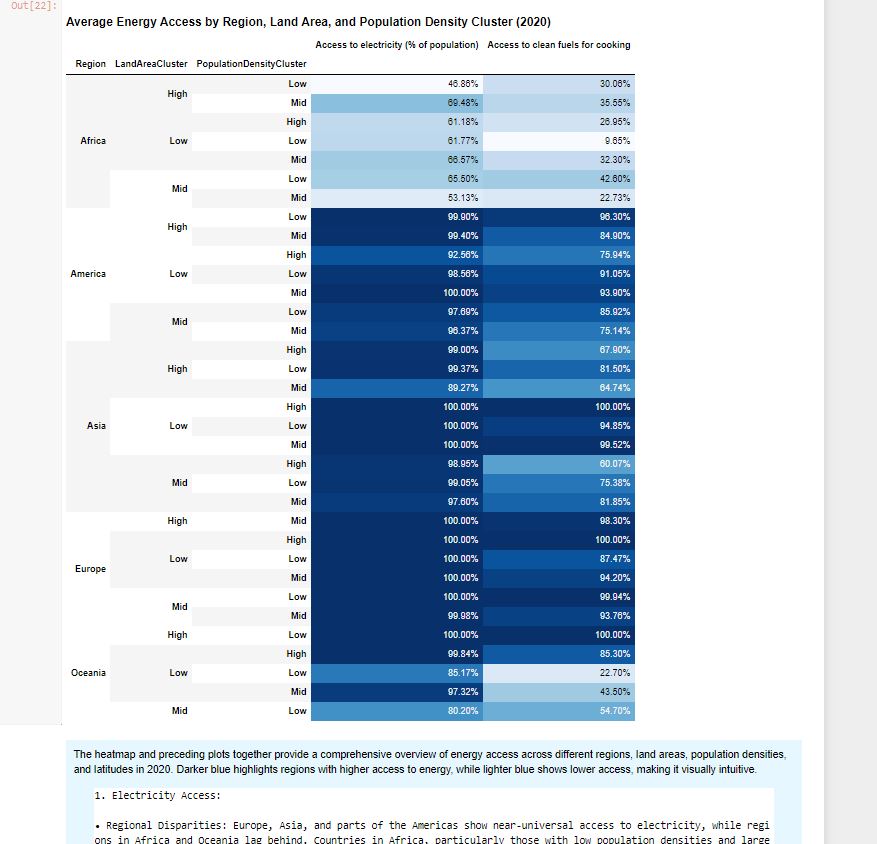 Out[22]:
Average Energy Access by Region, Land Area, and Population Density Cluster (2020)
Access to electricity (% of population) Access to clean fuels for cooking
Region LandAreaCluster PopulationDensityCluster
Africa High Low 46.86% 30.06%
Mid 69.48% 35.55%
Low High 61.18% 26.95%
Low 61.77% 9.65%
Mid 66.57% 32.30%
Mid Low 65.50% 42.60%
Mid 53.13% 22.73%
America High Low 99.90% 96.30%
Mid 99.40% 84.90%
Low High 92.56% 75.94%
Low 98.56% 91.05%
Mid 100.00% 93.90%
Mid Low 97.69% 85.92%
Mid 96.37% 75.14%
Asia High High 99.00% 67.90%
Low 99.37% 81.50%
Mid 89.27% 64.74%
Low High 100.00% 100.00%
Low 100.00% 94.85%
Mid 100.00% 99.52%
Mid High 98.95% 60.07%
Low 99.05% 75.38%
Mid 97.60% 81.85%
Europe High Mid 100.00% 98.30%
Low High 100.00% 100.00%
Low 100.00% 87.47%
Mid 100.00% 94.20%
Mid Low 100.00% 99.94%
Mid 99.98% 93.76%
Oceania High Low 100.00% 100.00%
Low High 99.84% 85.30%
Low 85.17% 22.70%
Mid 97.32% 43.50%
Mid Low 80.20% 54.70%
The heatmap and preceding plots together provide a comprehensive overview of energy access across different regions, land areas, population densities,
and latitudes in 2020. Darker blue highlights regions with higher access to energy, while lighter blue shows lower access, making it visually intuitive.
1. Electricity Access:
• Regional Disparities: Europe, Asia, and parts of the Americas show near-universal access to electricity, while regi
ons in Africa and Oceania lag behind. Countries in Africa, particularly those with low population densities and large